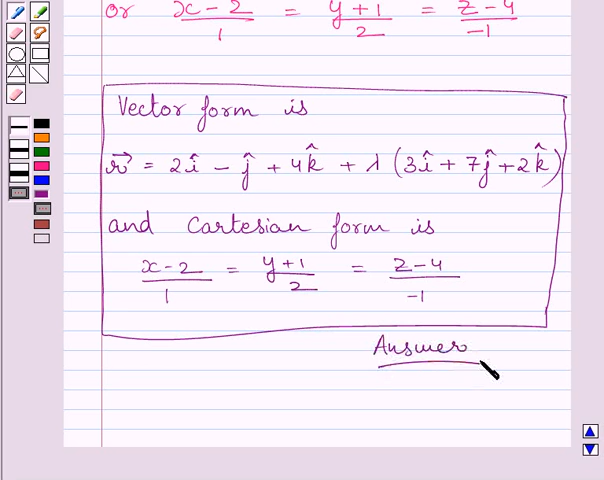 or x-2/1 = y+1/2 = z-4/-1
Vector form is
r⃗ = 2î - ĵ + 4k̂ + λ (3î + 7ĵ + 2k̂)
and Cartesian form is
x-2/1 = y+1/2 = z-4/-1
Answer